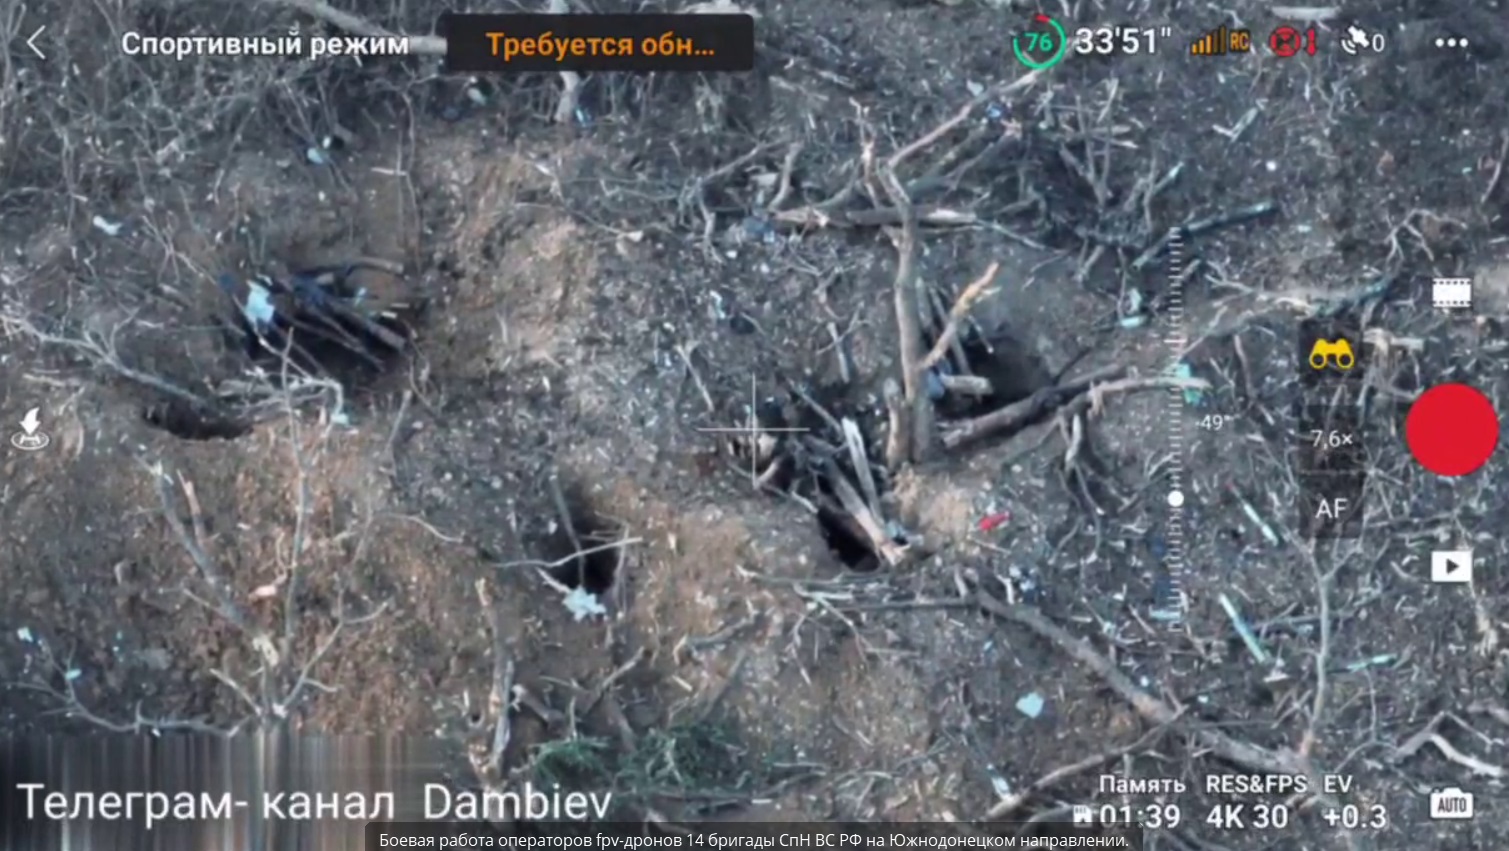 Спортивный режим
Требуется обн...
76 33'51" RC 0
-49°
7,6×
AF
Память RES&FPS EV
01:39 4K 30 +0.3
AUTO
Телеграм- канал Dambiev
Боевая работа операторов fpv-дронов 14 бригады СпН ВС РФ на Южнодонецком направлении.